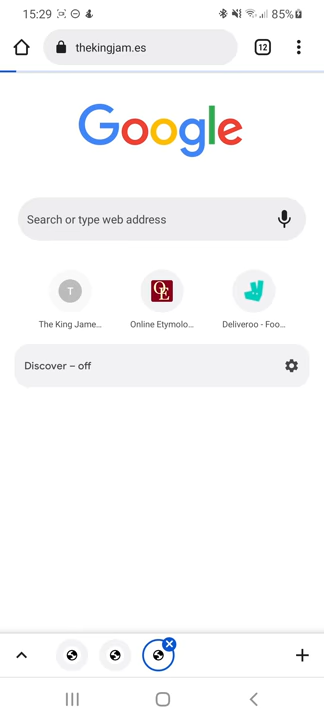 15:29
85%
thekingjam.es
12
Google
Search or type web address
T
The King Jame...
OE
Online Etymolo...
Deliveroo - Foo...
Discover – off